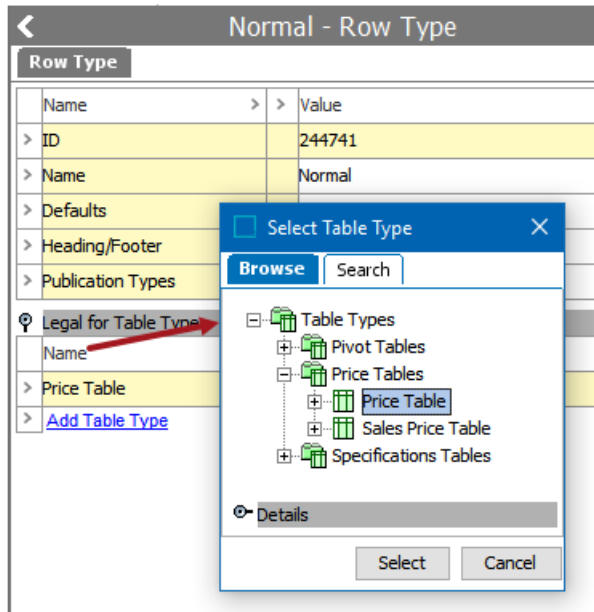 Normal - Row Type
Row Type
Name > > Value
> ID 244741
> Name Normal
> Defaults
> Heading/Footer
> Publication Types
Legal for Table Type
Name
> Price Table
> Add Table Type
Select Table Type
Browse Search
Table Types
Pivot Tables
Price Tables
Price Table
Sales Price Table
Specifications Tables
Details
Select Cancel